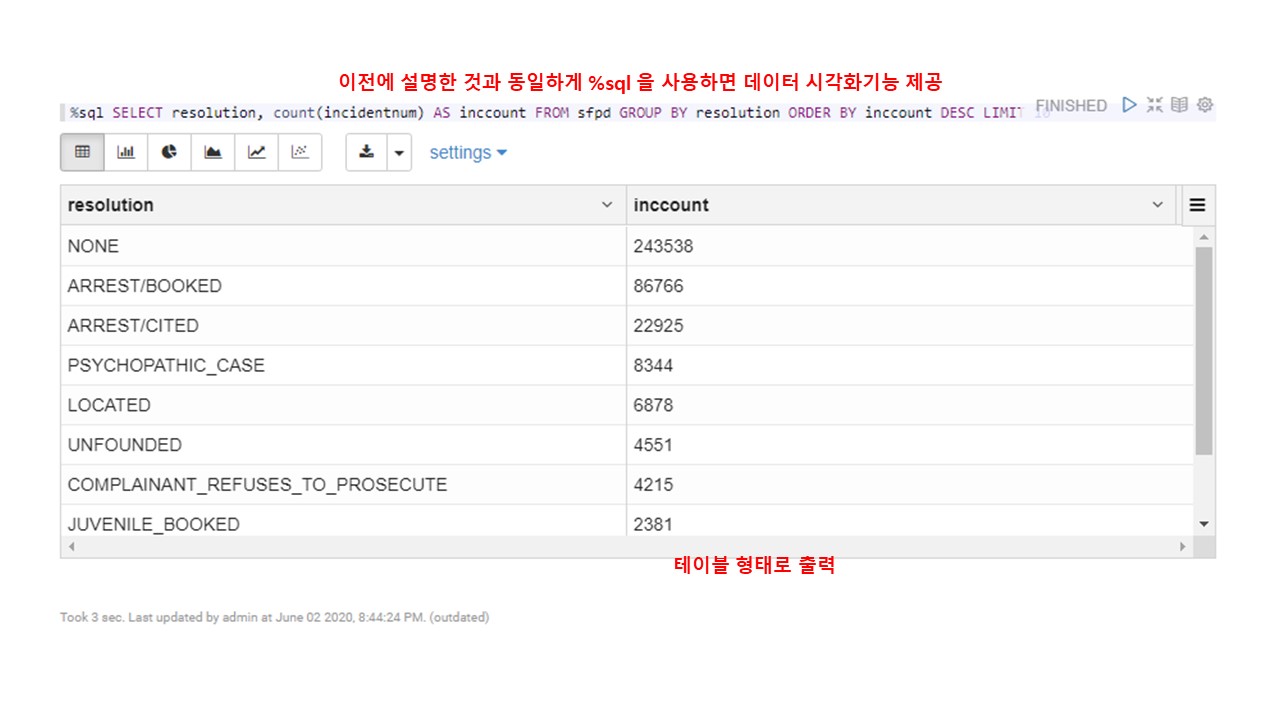 이전에 설명한 것과 동일하게 %sql 을 사용하면 데이터 시각화기능 제공
%sql SELECT resolution, count(incidentnum) AS inccount FROM sfpd GROUP BY resolution ORDER BY inccount DESC LIMIT 10 FINISHED
settings
resolution inccount
NONE 243538
ARREST/BOOKED 86766
ARREST/CITED 22925
PSYCHOPATHIC_CASE 8344
LOCATED 6878
UNFOUNDED 4551
COMPLAINANT_REFUSES_TO_PROSECUTE 4215
JUVENILE_BOOKED 2381
테이블 형태로 출력
Took 3 sec. Last updated by admin at June 02 2020, 8:44:24 PM. (outdated)